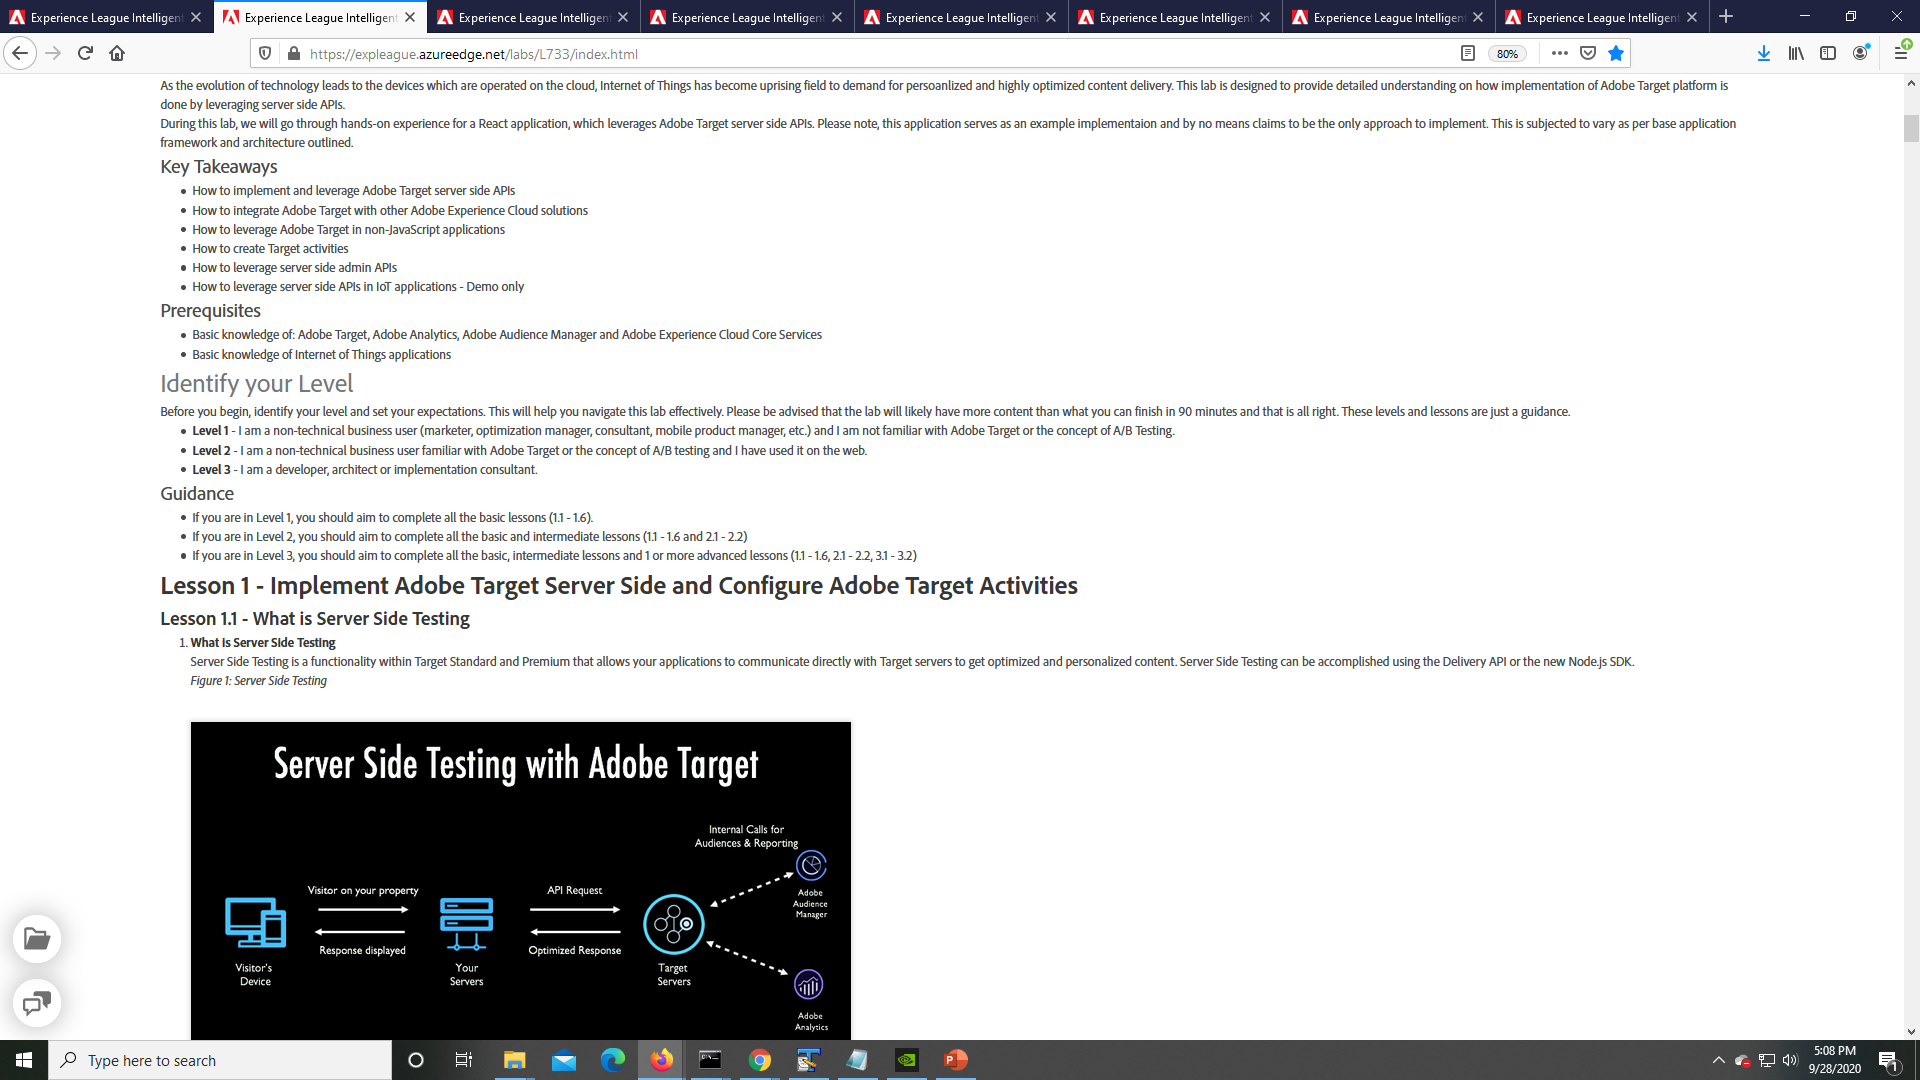 Experience League Intelligent
Experience League Intelligent
Experience League Intelligent
Experience League Intelligent
Experience League Intelligent
Experience League Intelligent
Experience League Intelligent
Experience League Intelligent
https://expleague.azureedge.net/labs/L733/index.html
80%
As the evolution of technology leads to the devices which are operated on the cloud, Internet of Things has become uprising field to demand for persoanlized and highly optimized content delivery. This lab is designed to provide detailed understanding on how implementation of Adobe Target platform is
done by leveraging server side APIs.
During this lab, we will go through hands-on experience for a React application, which leverages Adobe Target server side APIs. Please note, this application serves as an example implementaion and by no means claims to be the only approach to implement. This is subjected to vary as per base application
framework and architecture outlined.
Key Takeaways
How to implement and leverage Adobe Target server side APIs
How to integrate Adobe Target with other Adobe Experience Cloud solutions
How to leverage Adobe Target in non-JavaScript applications
How to create Target activities
How to leverage server side admin APIs
How to leverage server side APIs in IoT applications - Demo only
Prerequisites
Basic knowledge of: Adobe Target, Adobe Analytics, Adobe Audience Manager and Adobe Experience Cloud Core Services
Basic knowledge of Internet of Things applications
Identify your Level
Before you begin, identify your level and set your expectations. This will help you navigate this lab effectively. Please be advised that the lab will likely have more content than what you can finish in 90 minutes and that is all right. These levels and lessons are just a guidance.
Level 1 - I am a non-technical business user (marketer, optimization manager, consultant, mobile product manager, etc.) and I am not familiar with Adobe Target or the concept of A/B Testing.
Level 2 - I am a non-technical business user familiar with Adobe Target or the concept of A/B testing and I have used it on the web.
Level 3 - I am a developer, architect or implementation consultant.
Guidance
If you are in Level 1, you should aim to complete all the basic lessons (1.1 - 1.6).
If you are in Level 2, you should aim to complete all the basic and intermediate lessons (1.1 - 1.6 and 2.1 - 2.2)
If you are in Level 3, you should aim to complete all the basic, intermediate lessons and 1 or more advanced lessons (1.1 - 1.6, 2.1 - 2.2, 3.1 - 3.2)
Lesson 1 - Implement Adobe Target Server Side and Configure Adobe Target Activities
Lesson 1.1 - What is Server Side Testing
1. What is Server Side Testing
Server Side Testing is a functionality within Target Standard and Premium that allows your applications to communicate directly with Target servers to get optimized and personalized content. Server Side Testing can be accomplished using the Delivery API or the new Node.js SDK.
Figure 1: Server Side Testing
Server Side Testing with Adobe Target
Internal Calls for
Audiences & Reporting
Visitor on your property
API Request
Adobe
Audience
Manager
Response displayed
Optimized Response
Visitor's
Device
Your
Servers
Target
Servers
Adobe
Analytics
Type here to search
5:08 PM
9/28/2020
1